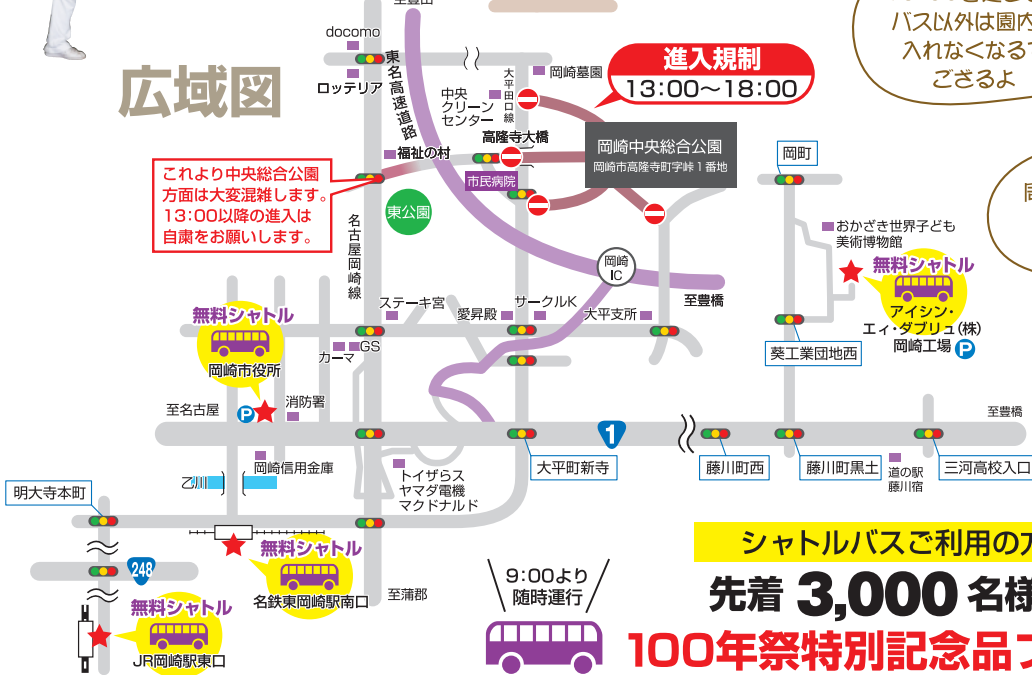 至豊田
バス以外は園内
入れなくなるで
ござるよ
docomo
ロッテリア
東名高速道路
広域図
中央
クリーン
センター
大平田口線
岡崎墓園
進入規制
13:00〜18:00
高隆寺大橋
福祉の村
市民病院
岡崎中央総合公園
岡崎市高隆寺町字峠1番地
岡町
これより中央総合公園
方面は大変混雑します。
13:00以降の進入は
自粛をお願いします。
東公園
名古屋岡崎線
おかざき世界子ども
美術博物館
岡崎
IC
至豊橋
無料シャトル
アイシン・
エィ・ダブリュ(株)
岡崎工場 P
ステーキ宮
愛昇殿
サークルK
大平支所
無料シャトル
岡崎市役所
カーマ
GS
葵工業団地西
至名古屋
P
消防署
1
至豊橋
岡崎信用金庫
乙川
トイザらス
ヤマダ電機
マクドナルド
大平町新寺
藤川町西
藤川町黒土
道の駅
藤川宿
三河高校入口
明大寺本町
248
無料シャトル
名鉄東岡崎駅南口
至蒲郡
無料シャトル
JR岡崎駅東口
9:00より
随時運行
シャトルバスご利用の方
先着 3,000 名様
100年祭特別記念品プ